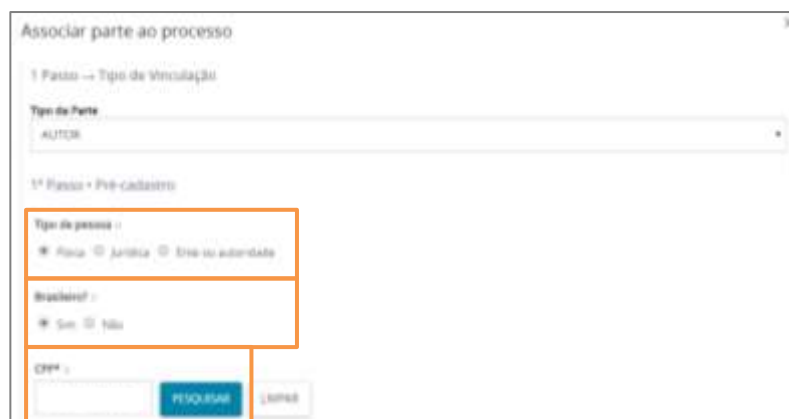 Associar parte ao processo
1 Passo → Tipo de Vinculação
Tipo da Parte
AUTOR
1º Passo • Pré-cadastro
Tipo de pessoa
Física Jurídica Ente ou autoridade
Brasileiro?
Sim Não
CPF*
PESQUISAR LIMPAR